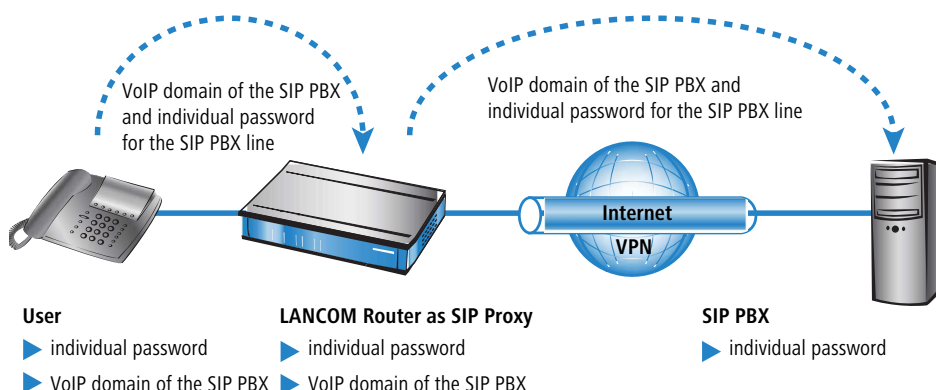 VoIP domain of the SIP PBX
and individual password
for the SIP PBX line
VoIP domain of the SIP PBX and
individual password for the SIP PBX line
Internet
VPN
User
individual password
VoIP domain of the SIP PBX
LANCOM Router as SIP Proxy
individual password
VoIP domain of the SIP PBX
SIP PBX
individual password